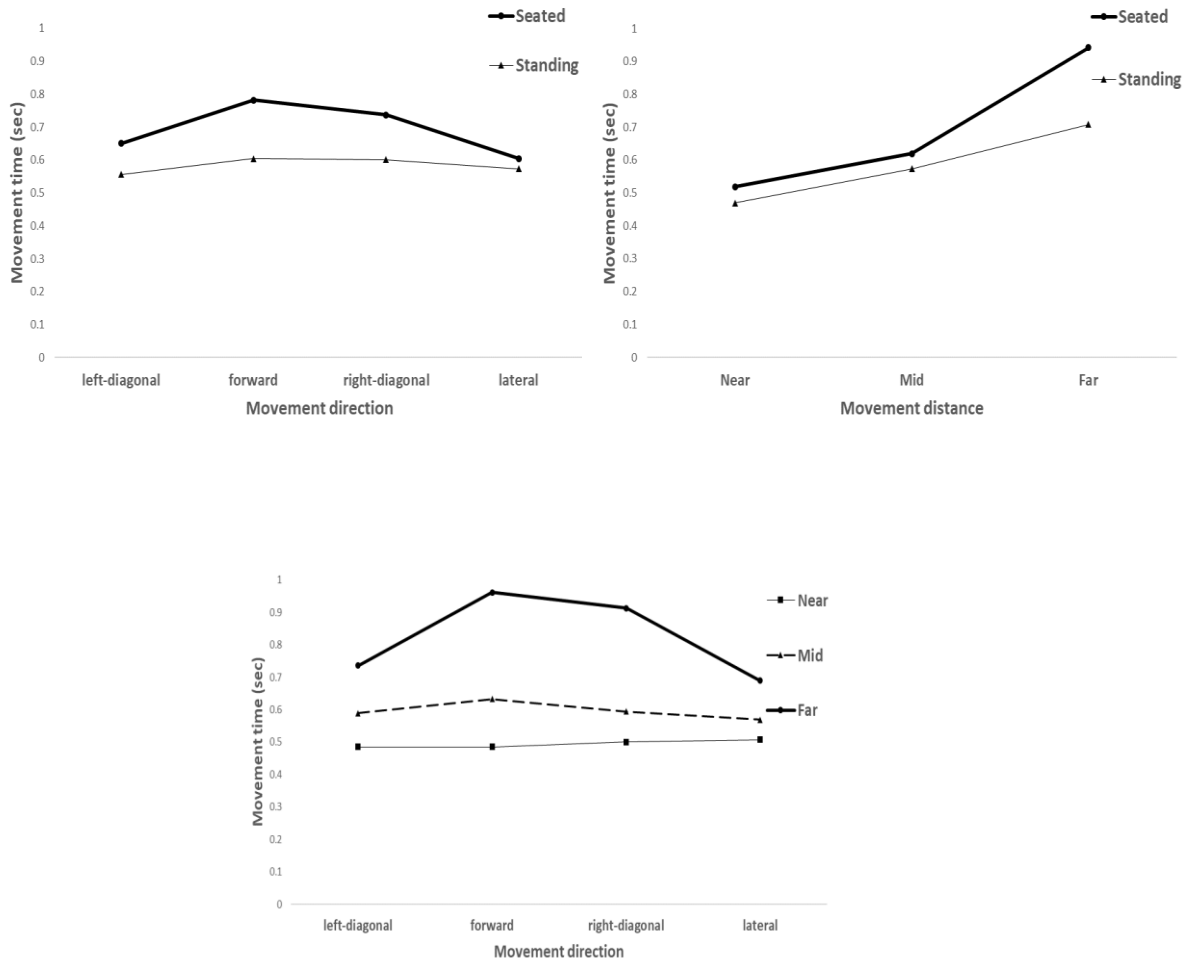 Seated
Standing
Movement time (sec)
1
0.9
0.8
0.7
0.6
0.5
0.4
0.3
0.2
0.1
0
left-diagonal forward right-diagonal lateral
Movement direction
Seated
Standing
Movement time (sec)
1
0.9
0.8
0.7
0.6
0.5
0.4
0.3
0.2
0.1
0
Near Mid Far
Movement distance
Near
Mid
Far
Movement time (sec)
1
0.9
0.8
0.7
0.6
0.5
0.4
0.3
0.2
0.1
0
left-diagonal forward right-diagonal lateral
Movement direction